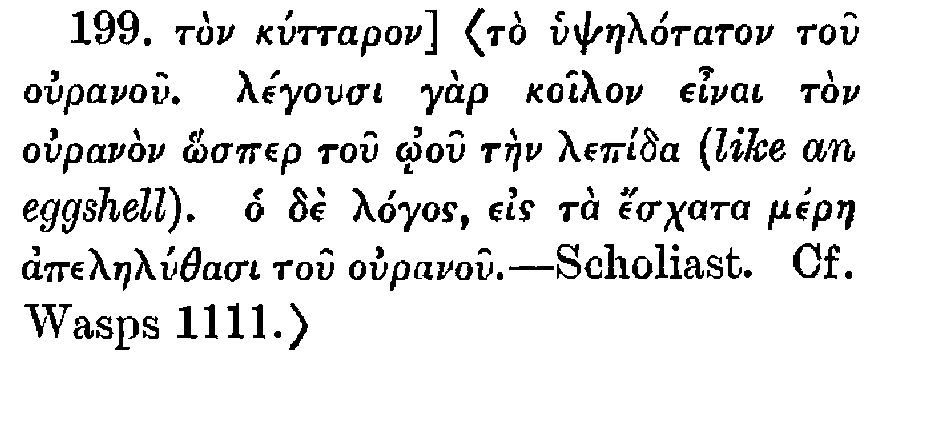 199. τὸν κύτταρον] ⟨τὸ ὑψηλότατον τοῦ
οὐρανοῦ. λέγουσι γὰρ κοῖλον εἶναι τὸν
οὐρανὸν ὥσπερ τοῦ ᾠοῦ τὴν λεπίδα (like an
eggshell). ὁ δὲ λόγος, εἰς τὰ ἔσχατα μέρη
ἀπεληλύθασι τοῦ οὐρανοῦ.—Scholiast. Cf.
Wasps 1111.⟩